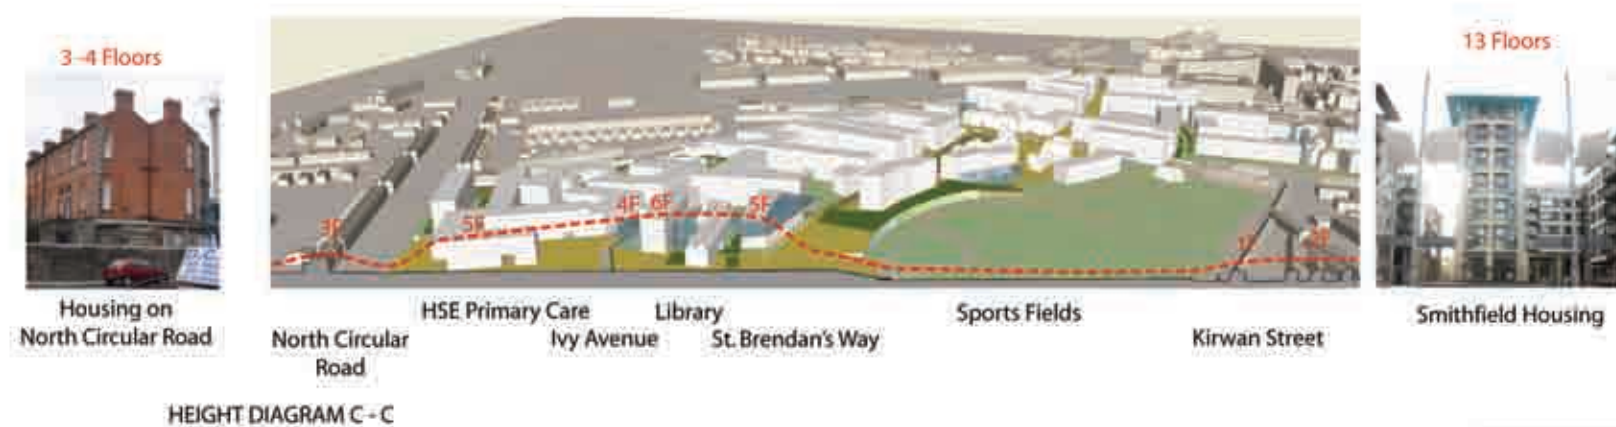 3 -4 Floors
13 Floors
3F
5F
4F 6F
5F
Housing on
North Circular Road
North Circular
Road
HSE Primary Care
Ivy Avenue
Library
St. Brendan's Way
Sports Fields
Kirwan Street
Smithfield Housing
HEIGHT DIAGRAM C - C